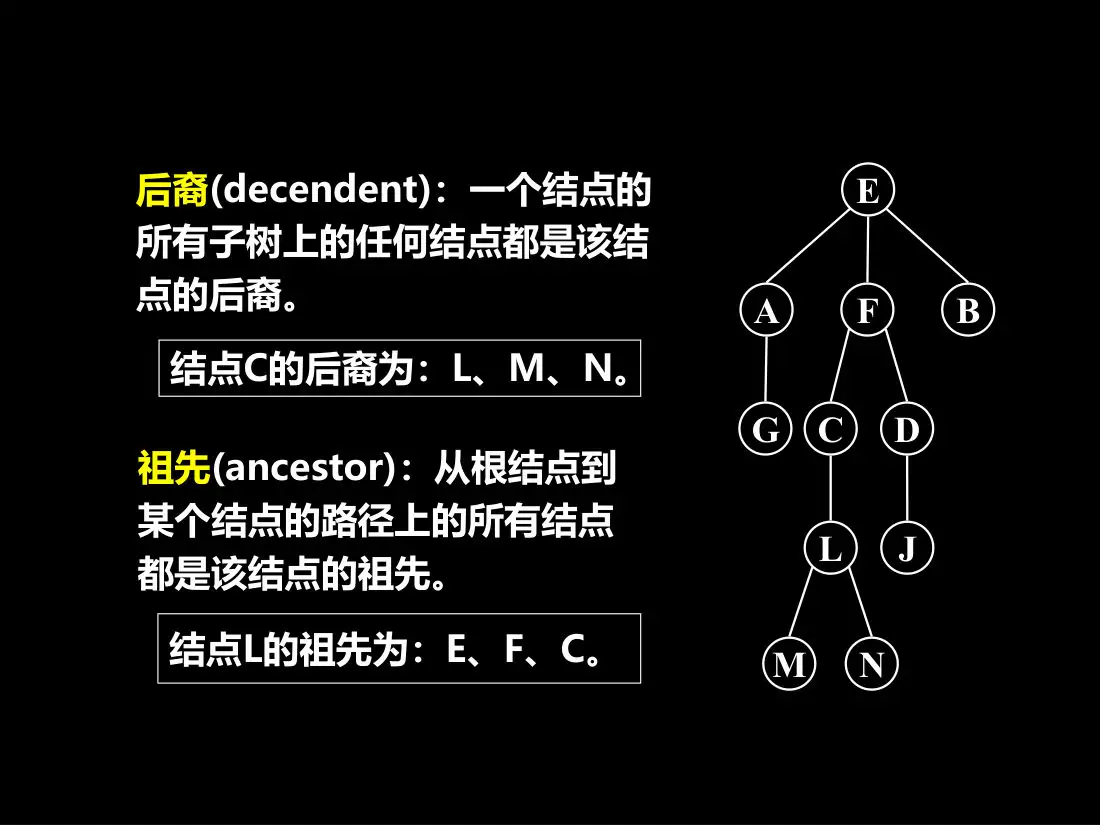 后裔(decendent)：一个结点的
所有子树上的任何结点都是该结
点的后裔。
结点C的后裔为：L、M、N。
祖先(ancestor)：从根结点到
某个结点的路径上的所有结点
都是该结点的祖先。
结点L的祖先为：E、F、C。
E
A F B
G C D
L J
M N